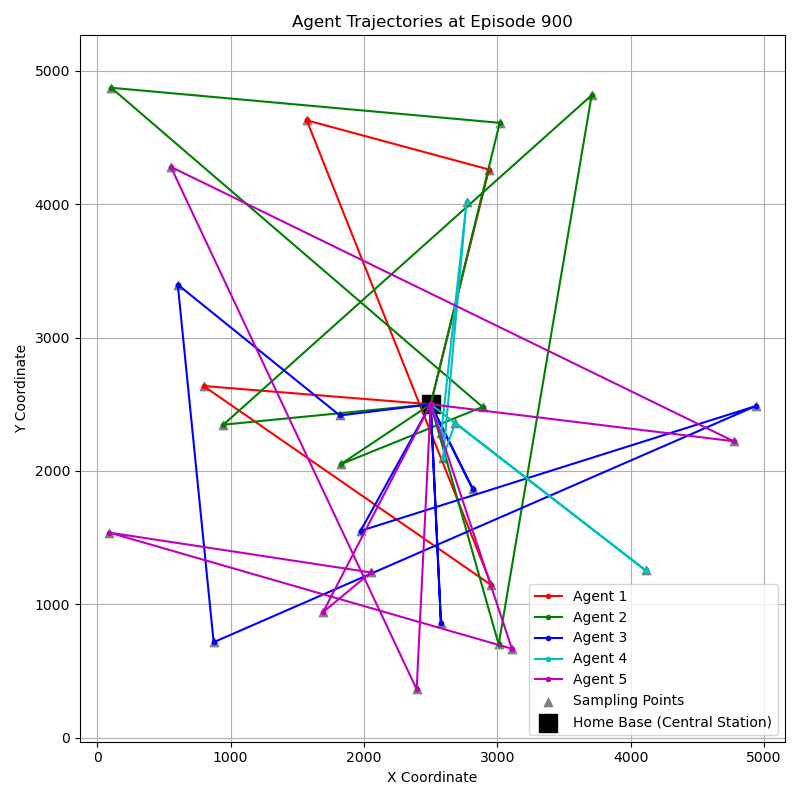 Agent Trajectories at Episode 900
Y Coordinate
5000
4000
3000
2000
1000
0
0 1000 2000 3000 4000 5000
X Coordinate
Agent 1
Agent 2
Agent 3
Agent 4
Agent 5
Sampling Points
Home Base (Central Station)